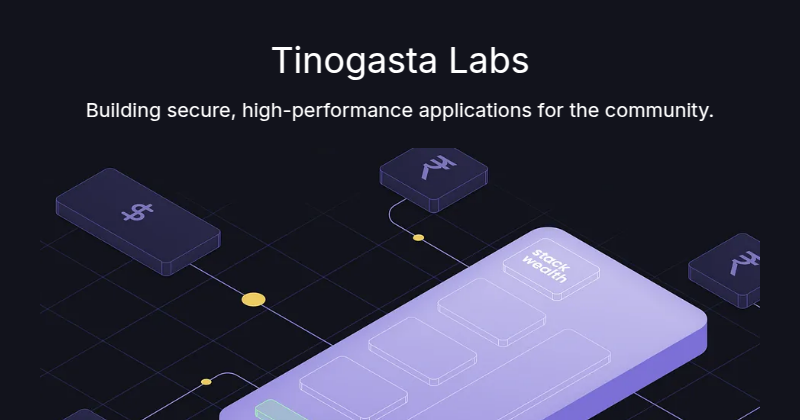 Tinogasta Labs
Building secure, high-performance applications for the community.
$
₹
₹
stack
wealth